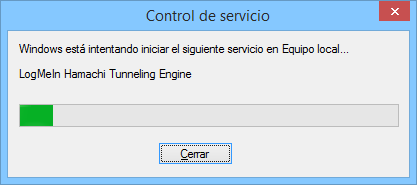 Control de servicio
Windows está intentando iniciar el siguiente servicio en Equipo local...
LogMeIn Hamachi Tunneling Engine
Cerrar